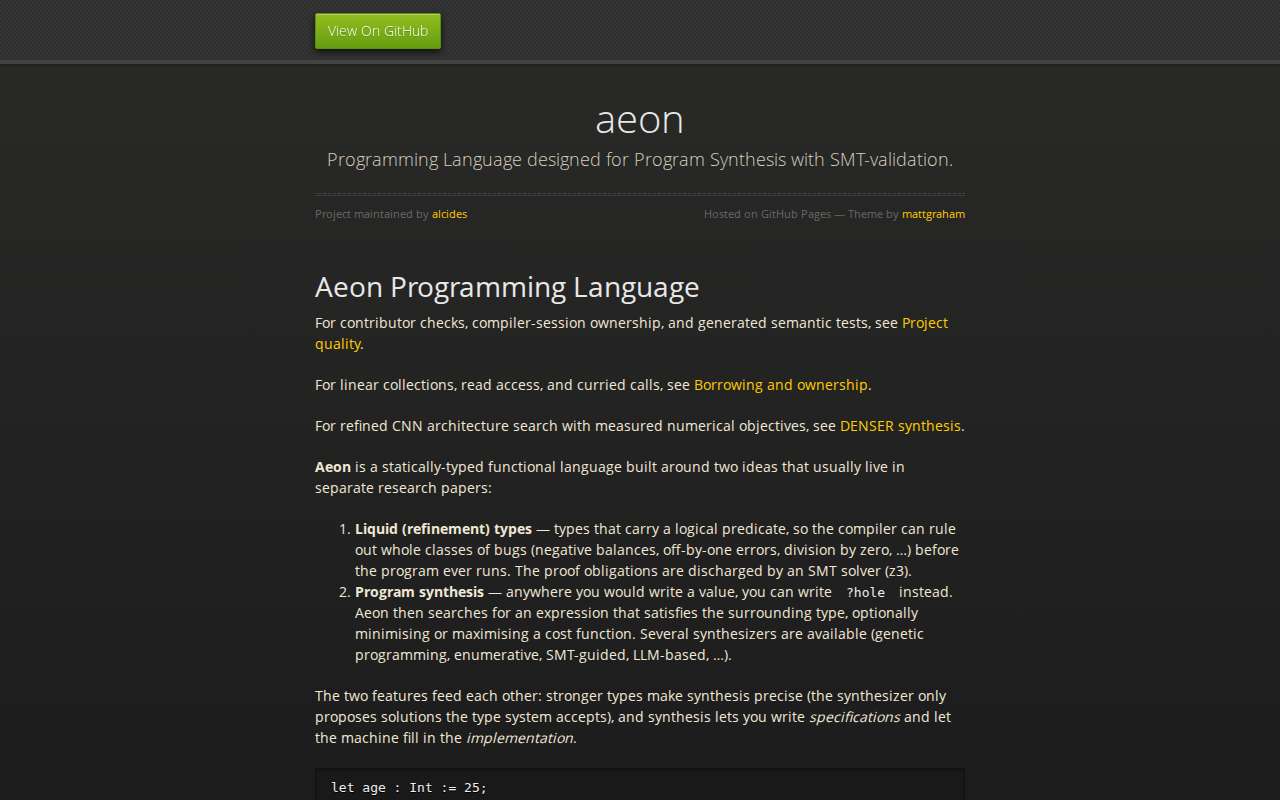 View On GitHub
aeon
Programming Language designed for Program Synthesis with SMT-validation.
Project maintained by alcides
Hosted on GitHub Pages — Theme by mattgraham
Aeon Programming Language
For contributor checks, compiler-session ownership, and generated semantic tests, see Project
quality.
For linear collections, read access, and curried calls, see Borrowing and ownership.
For refined CNN architecture search with measured numerical objectives, see DENSER synthesis.
Aeon is a statically-typed functional language built around two ideas that usually live in
separate research papers:
1. Liquid (refinement) types — types that carry a logical predicate, so the compiler can rule
out whole classes of bugs (negative balances, off-by-one errors, division by zero, …) before
the program ever runs. The proof obligations are discharged by an SMT solver (z3).
2. Program synthesis — anywhere you would write a value, you can write ?hole instead.
Aeon then searches for an expression that satisfies the surrounding type, optionally
minimising or maximising a cost function. Several synthesizers are available (genetic
programming, enumerative, SMT-guided, LLM-based, …).
The two features feed each other: stronger types make synthesis precise (the synthesizer only
proposes solutions the type system accepts), and synthesis lets you write specifications and let
the machine fill in the implementation.
let age : Int := 25;